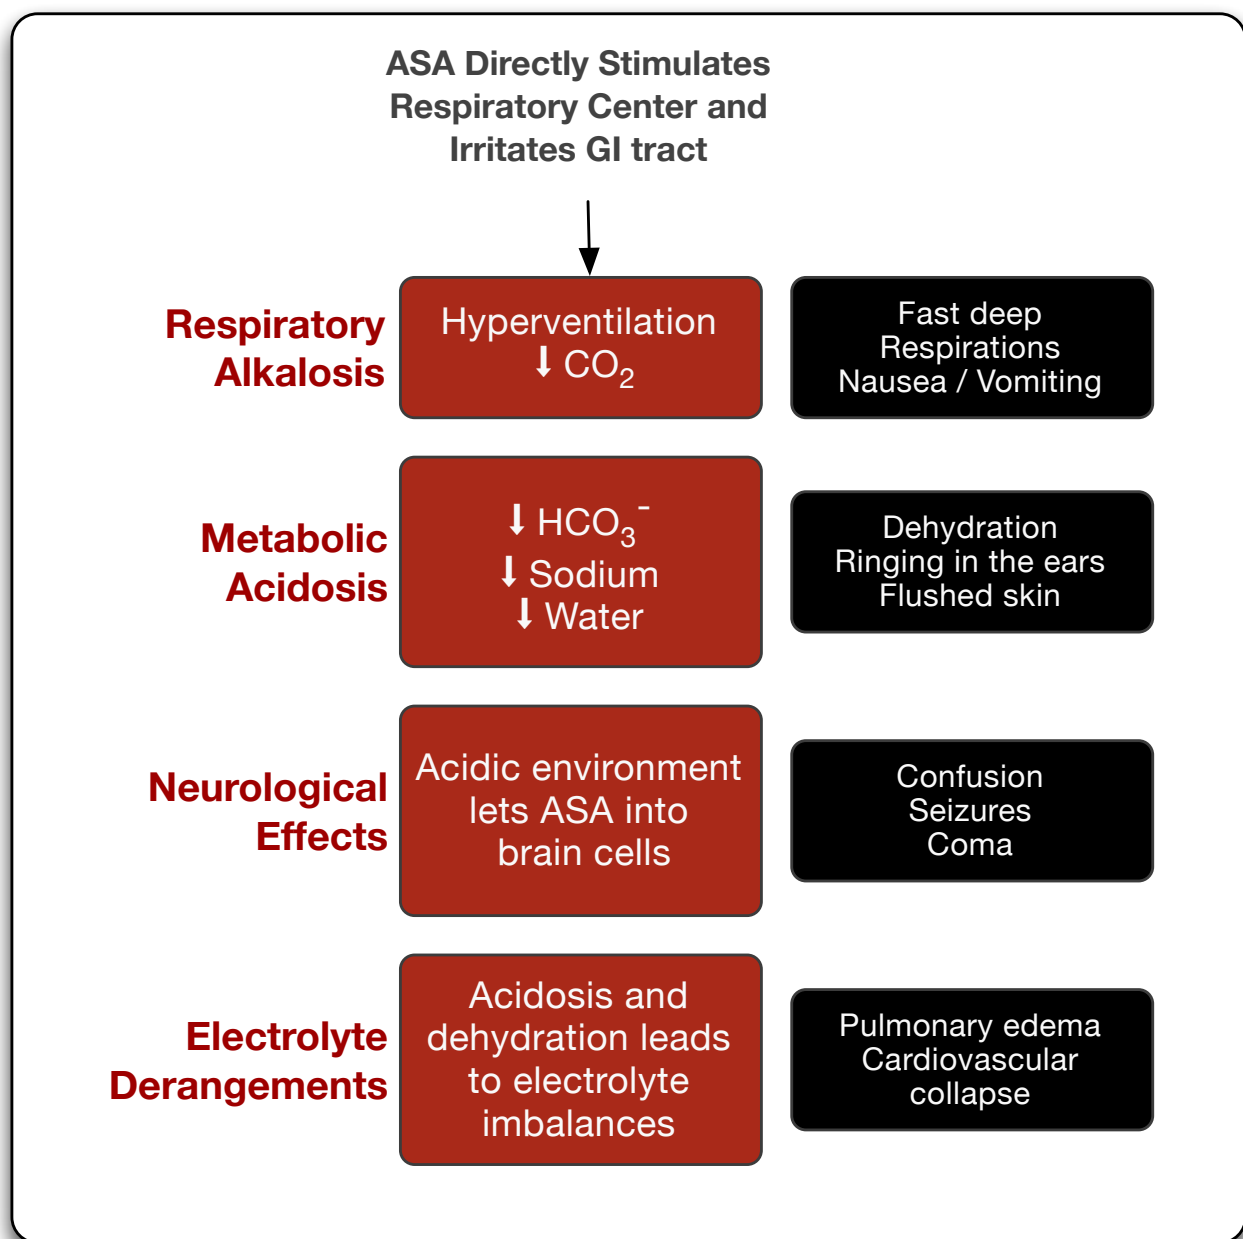 ASA Directly Stimulates
Respiratory Center and
Irritates GI tract
Respiratory
Alkalosis
Hyperventilation
⬇ CO₂
Fast deep
Respirations
Nausea / Vomiting
Metabolic
Acidosis
⬇ HCO₃⁻
⬇ Sodium
⬇ Water
Dehydration
Ringing in the ears
Flushed skin
Neurological
Effects
Acidic environment
lets ASA into
brain cells
Confusion
Seizures
Coma
Electrolyte
Derangements
Acidosis and
dehydration leads
to electrolyte
imbalances
Pulmonary edema
Cardiovascular
collapse